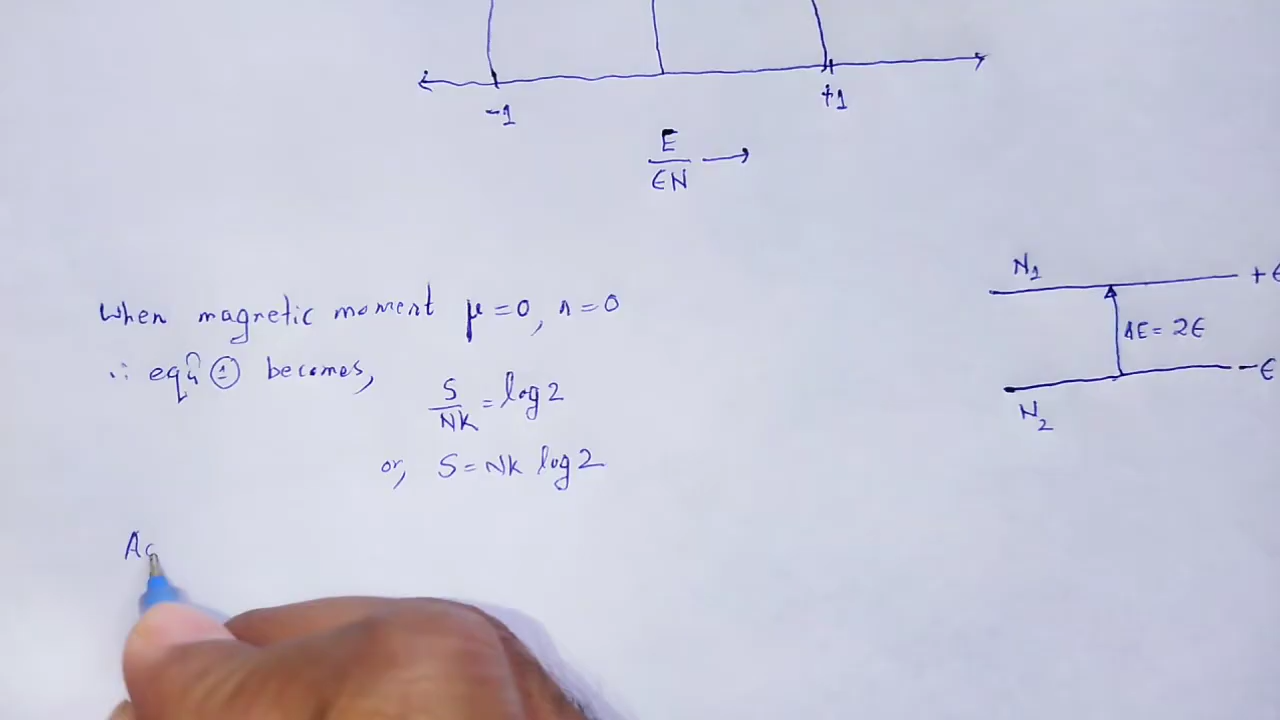 -1 +1
E/ϵN →
N1 +ϵ
ΔE = 2ϵ
-ϵ
N2
When magnetic moment μ = 0, n = 0
∴ eqn ① becomes,
S/NK = log 2
or, S = NK log 2